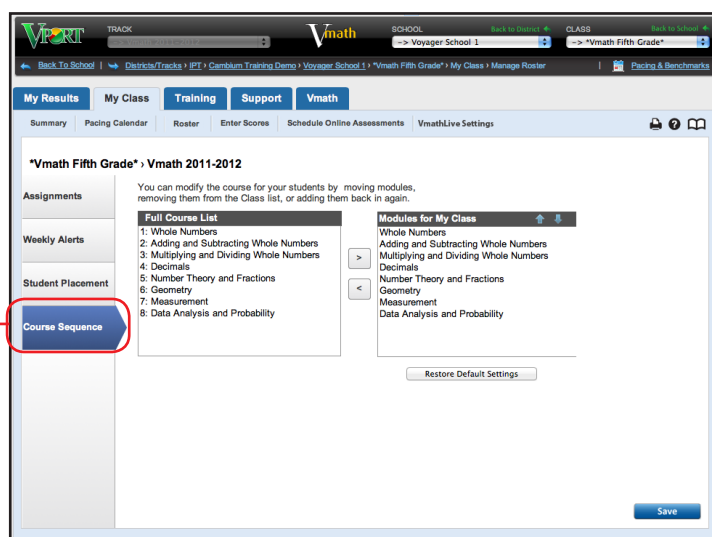 VPORT
TRACK
Vmath
SCHOOL
Back to District
CLASS
Back to School
-> Voyager School 1
-> *Vmath Fifth Grade*
Back To School | Districts/Tracks › IPT › Cambium Training Demo › Voyager School 1 › *Vmath Fifth Grade* › My Class › Manage Roster | Pacing & Benchmarks
My Results My Class Training Support Vmath
Summary Pacing Calendar Roster Enter Scores Schedule Online Assessments VmathLive Settings
*Vmath Fifth Grade* › Vmath 2011-2012
Assignments
Weekly Alerts
Student Placement
Course Sequence
You can modify the course for your students by moving modules,
removing them from the Class list, or adding them back in again.
Full Course List
1: Whole Numbers
2: Adding and Subtracting Whole Numbers
3: Multiplying and Dividing Whole Numbers
4: Decimals
5: Number Theory and Fractions
6: Geometry
7: Measurement
8: Data Analysis and Probability
>
<
Modules for My Class
Whole Numbers
Adding and Subtracting Whole Numbers
Multiplying and Dividing Whole Numbers
Decimals
Number Theory and Fractions
Geometry
Measurement
Data Analysis and Probability
Restore Default Settings
Save